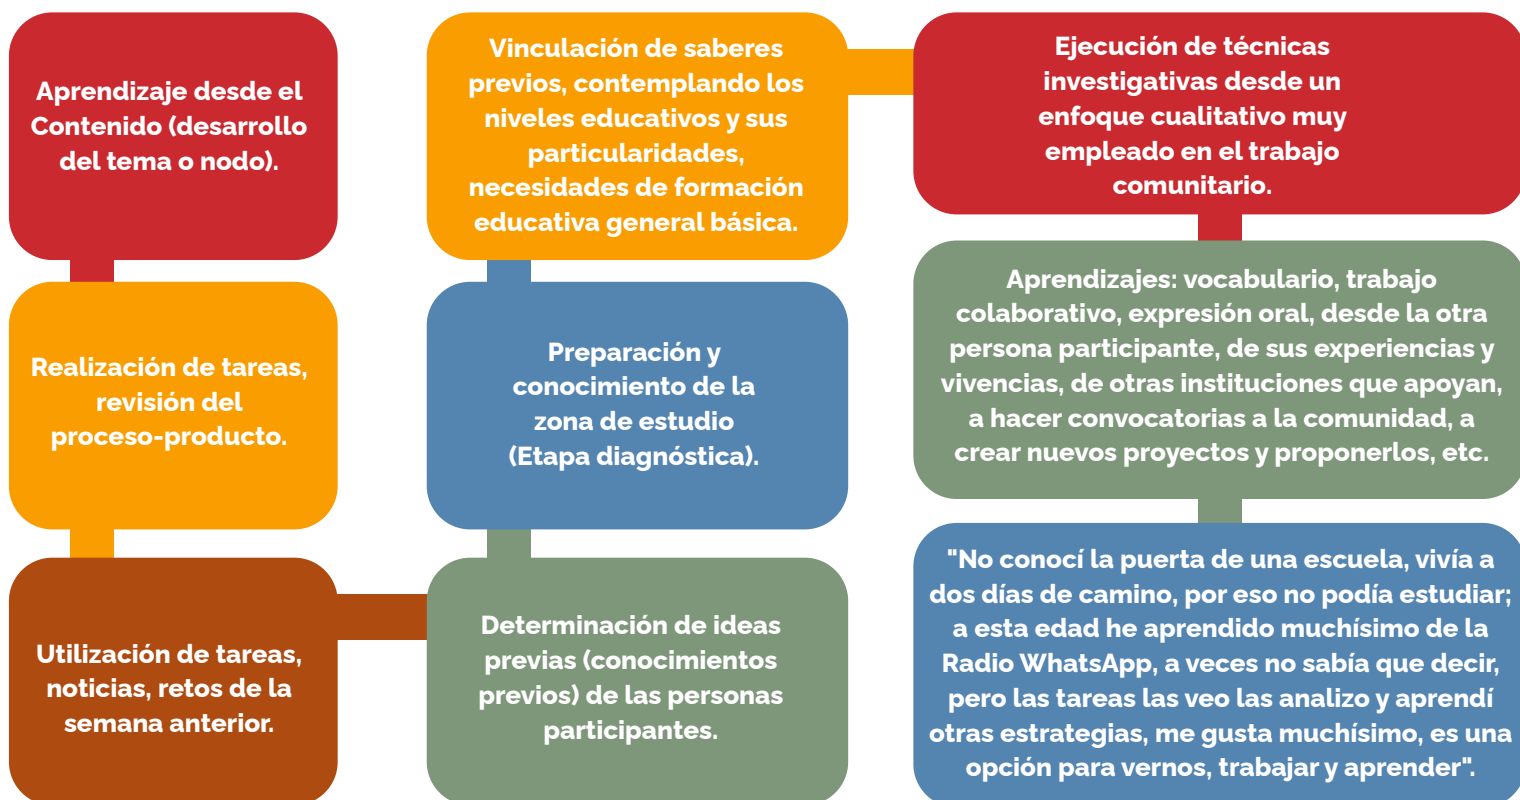 Aprendizaje desde el
Contenido (desarrollo
del tema o nodo).
Realización de tareas,
revisión del
proceso-producto.
Utilización de tareas,
noticias, retos de la
semana anterior.
Determinación de ideas
previas (conocimientos
previos) de las personas
participantes.
Preparación y
conocimiento de la
zona de estudio
(Etapa diagnóstica).
Vinculación de saberes
previos, contemplando los
niveles educativos y sus
particularidades,
necesidades de formación
educativa general básica.
Ejecución de técnicas
investigativas desde un
enfoque cualitativo muy
empleado en el trabajo
comunitario.
Aprendizajes: vocabulario, trabajo
colaborativo, expresión oral, desde la otra
persona participante, de sus experiencias y
vivencias, de otras instituciones que apoyan,
a hacer convocatorias a la comunidad, a
crear nuevos proyectos y proponerlos, etc.
"No conocí la puerta de una escuela, vivía a
dos días de camino, por eso no podía estudiar;
a esta edad he aprendido muchísimo de la
Radio WhatsApp, a veces no sabía que decir,
pero las tareas las veo las analizo y aprendí
otras estrategias, me gusta muchísimo, es una
opción para vernos, trabajar y aprender".